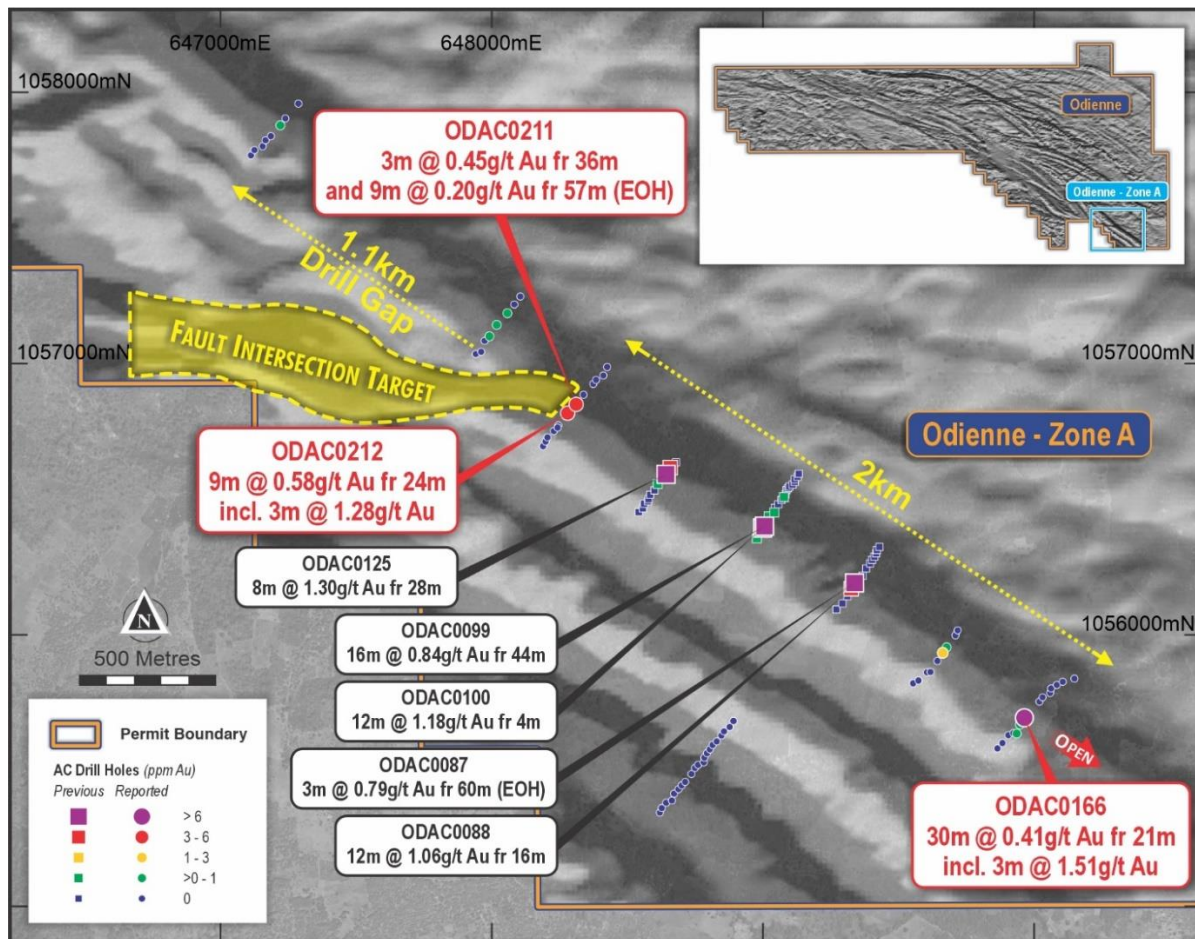 647000mE
648000mE
1058000mN
ODAC0211
3m @ 0.45g/t Au fr 36m
and 9m @ 0.20g/t Au fr 57m (EOH)
Odienne
Odienne - Zone A
1.1km
Drill Gap
FAULT INTERSECTION TARGET
1057000mN
1057000mN
Odienne - Zone A
2km
ODAC0212
9m @ 0.58g/t Au fr 24m
incl. 3m @ 1.28g/t Au
ODAC0125
8m @ 1.30g/t Au fr 28m
ODAC0099
16m @ 0.84g/t Au fr 44m
ODAC0100
12m @ 1.18g/t Au fr 4m
ODAC0087
3m @ 0.79g/t Au fr 60m (EOH)
ODAC0088
12m @ 1.06g/t Au fr 16m
1056000mN
OPEN
ODAC0166
30m @ 0.41g/t Au fr 21m
incl. 3m @ 1.51g/t Au
N
500 Metres
Permit Boundary
AC Drill Holes (ppm Au)
Previous Reported
> 6
3 - 6
1 - 3
>0 - 1
0